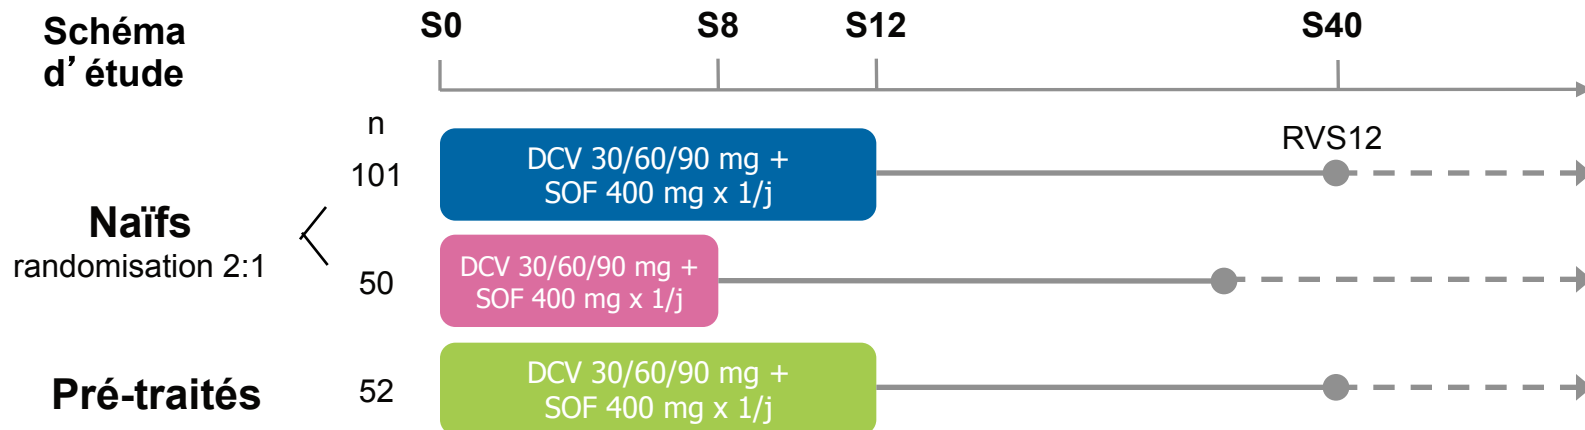 Schéma
d’ étude
S0
S8
S12
S40
n
101
DCV 30/60/90 mg +
SOF 400 mg x 1/j
RVS12
Naïfs
randomisation 2:1
50
DCV 30/60/90 mg +
SOF 400 mg x 1/j
Pré-traités
52
DCV 30/60/90 mg +
SOF 400 mg x 1/j